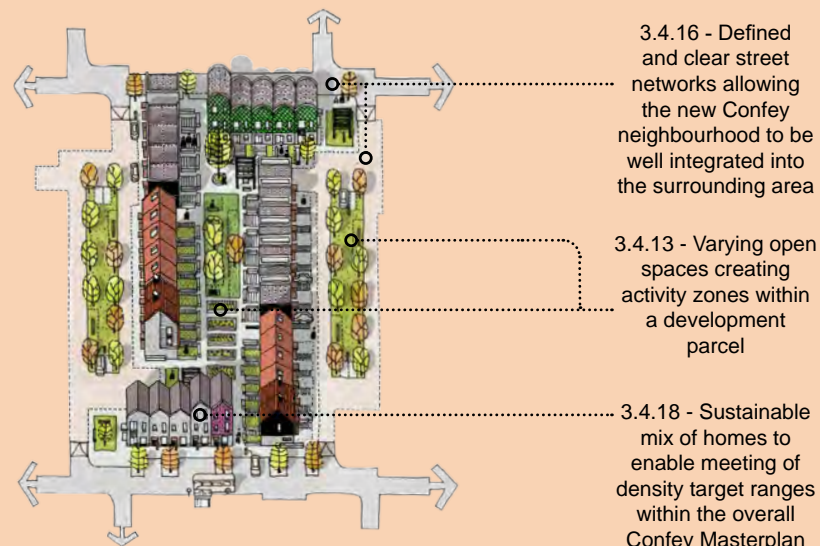 3.4.16 - Defined
and clear street
networks allowing
the new Confey
neighbourhood to be
well integrated into
the surrounding area
3.4.13 - Varying open
spaces creating
activity zones within
a development
parcel
3.4.18 - Sustainable
mix of homes to
enable meeting of
density target ranges
within the overall
Confey Masterplan